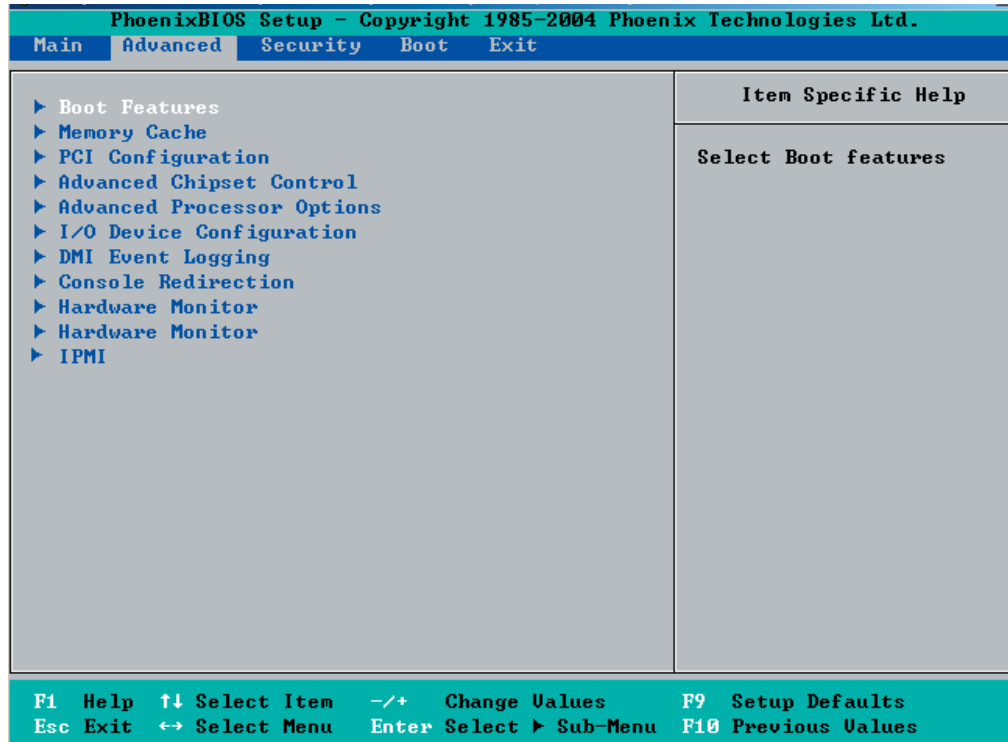 PhoenixBIOS Setup - Copyright 1985-2004 Phoenix Technologies Ltd.
Main Advanced Security Boot Exit
Boot Features
Memory Cache
PCI Configuration
Advanced Chipset Control
Advanced Processor Options
I/O Device Configuration
DMI Event Logging
Console Redirection
Hardware Monitor
Hardware Monitor
IPMI
Item Specific Help
Select Boot features
F1 Help ↑↓ Select Item -/+ Change Values F9 Setup Defaults
Esc Exit ↔ Select Menu Enter Select ▶ Sub-Menu F10 Previous Values